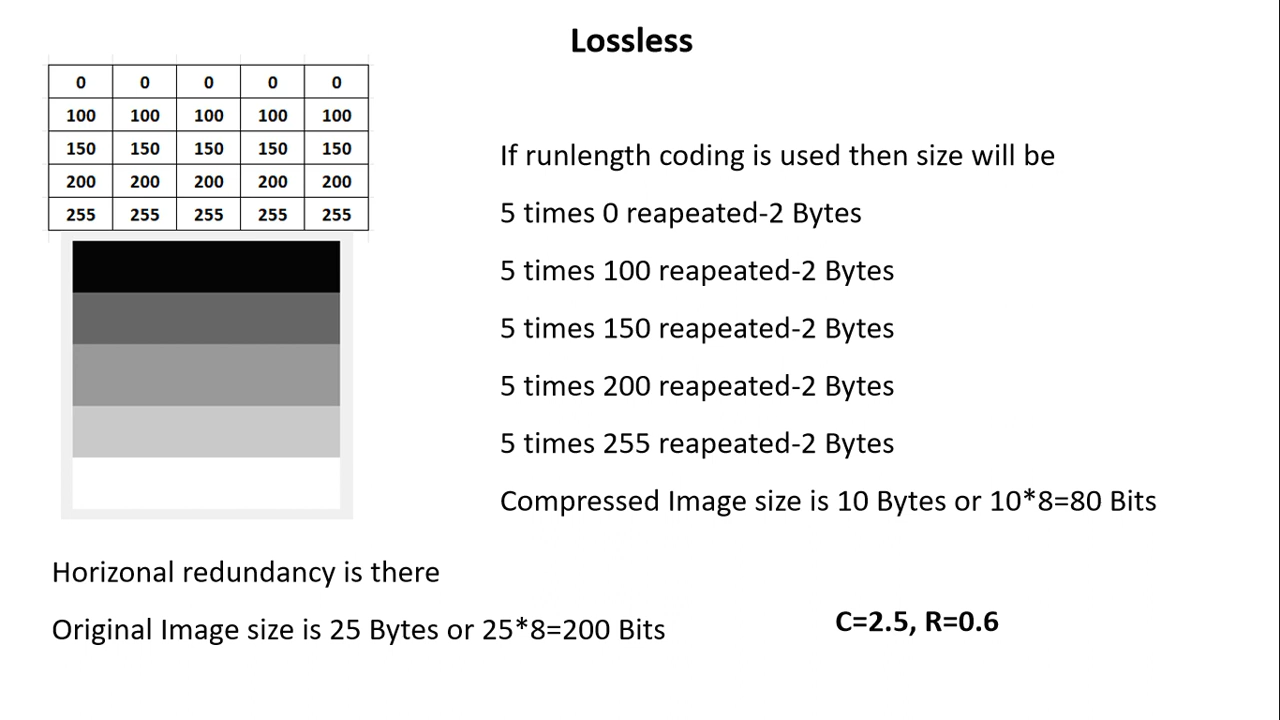 Lossless
0 0 0 0 0
100 100 100 100 100
150 150 150 150 150
200 200 200 200 200
255 255 255 255 255
If runlength coding is used then size will be
5 times 0 reapeated-2 Bytes
5 times 100 reapeated-2 Bytes
5 times 150 reapeated-2 Bytes
5 times 200 reapeated-2 Bytes
5 times 255 reapeated-2 Bytes
Compressed Image size is 10 Bytes or 10*8=80 Bits
Horizonal redundancy is there
Original Image size is 25 Bytes or 25*8=200 Bits
C=2.5, R=0.6